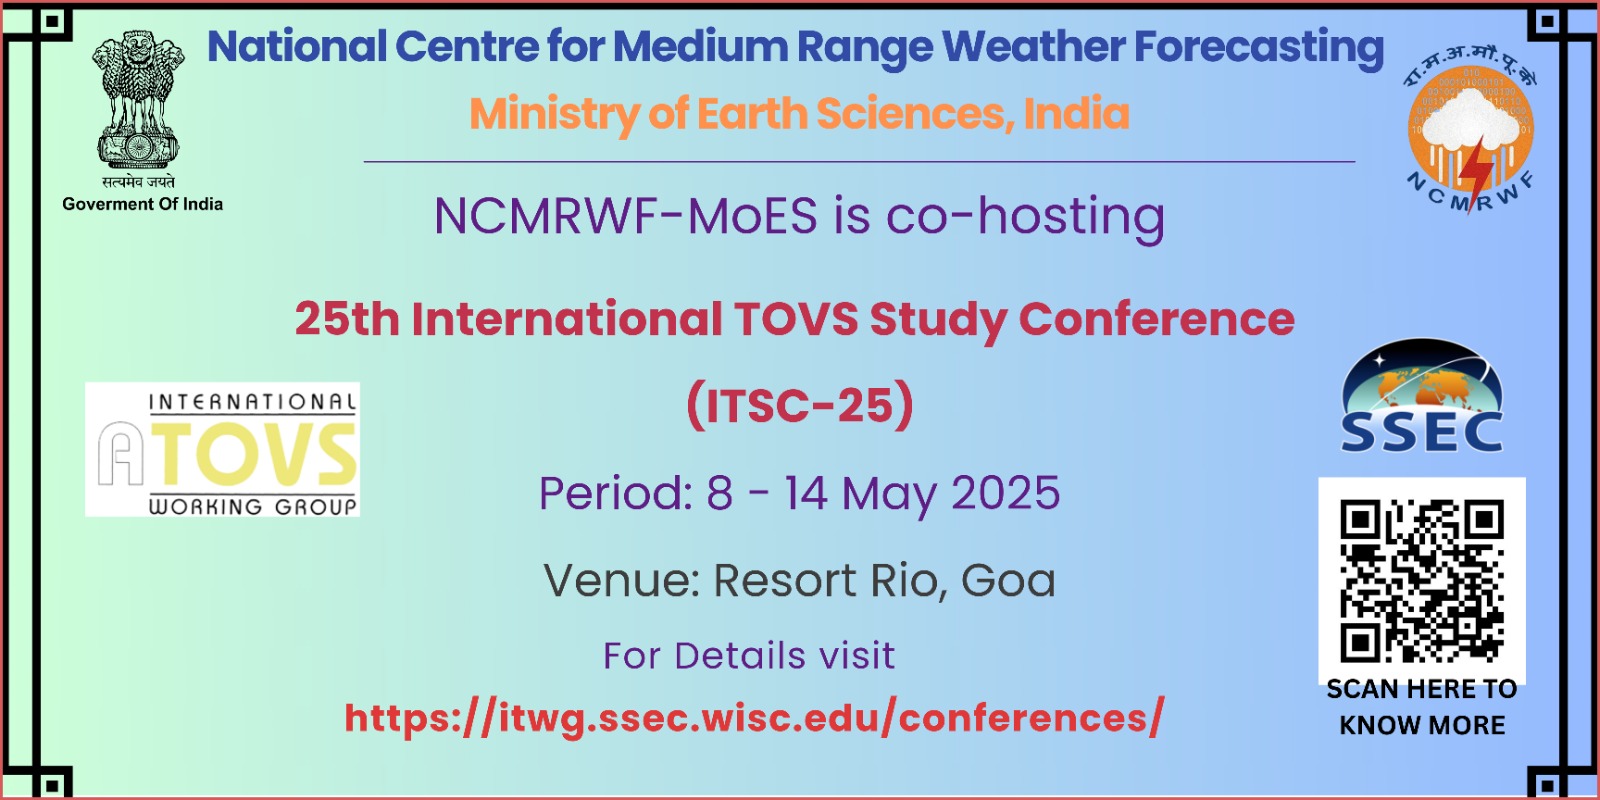 National Centre for Medium Range Weather Forecasting
Ministry of Earth Sciences, India
सत्यमेव जयते
Goverment Of India
रा.म.अ.मौ.पू.के
NCMRWF
NCMRWF-MoES is co-hosting
25th International TOVS Study Conference
(ITSC-25)
INTERNATIONAL
ATOVS
WORKING GROUP
SSEC
Period: 8 - 14 May 2025
Venue: Resort Rio, Goa
For Details visit
https://itwg.ssec.wisc.edu/conferences/
SCAN HERE TO
KNOW MORE